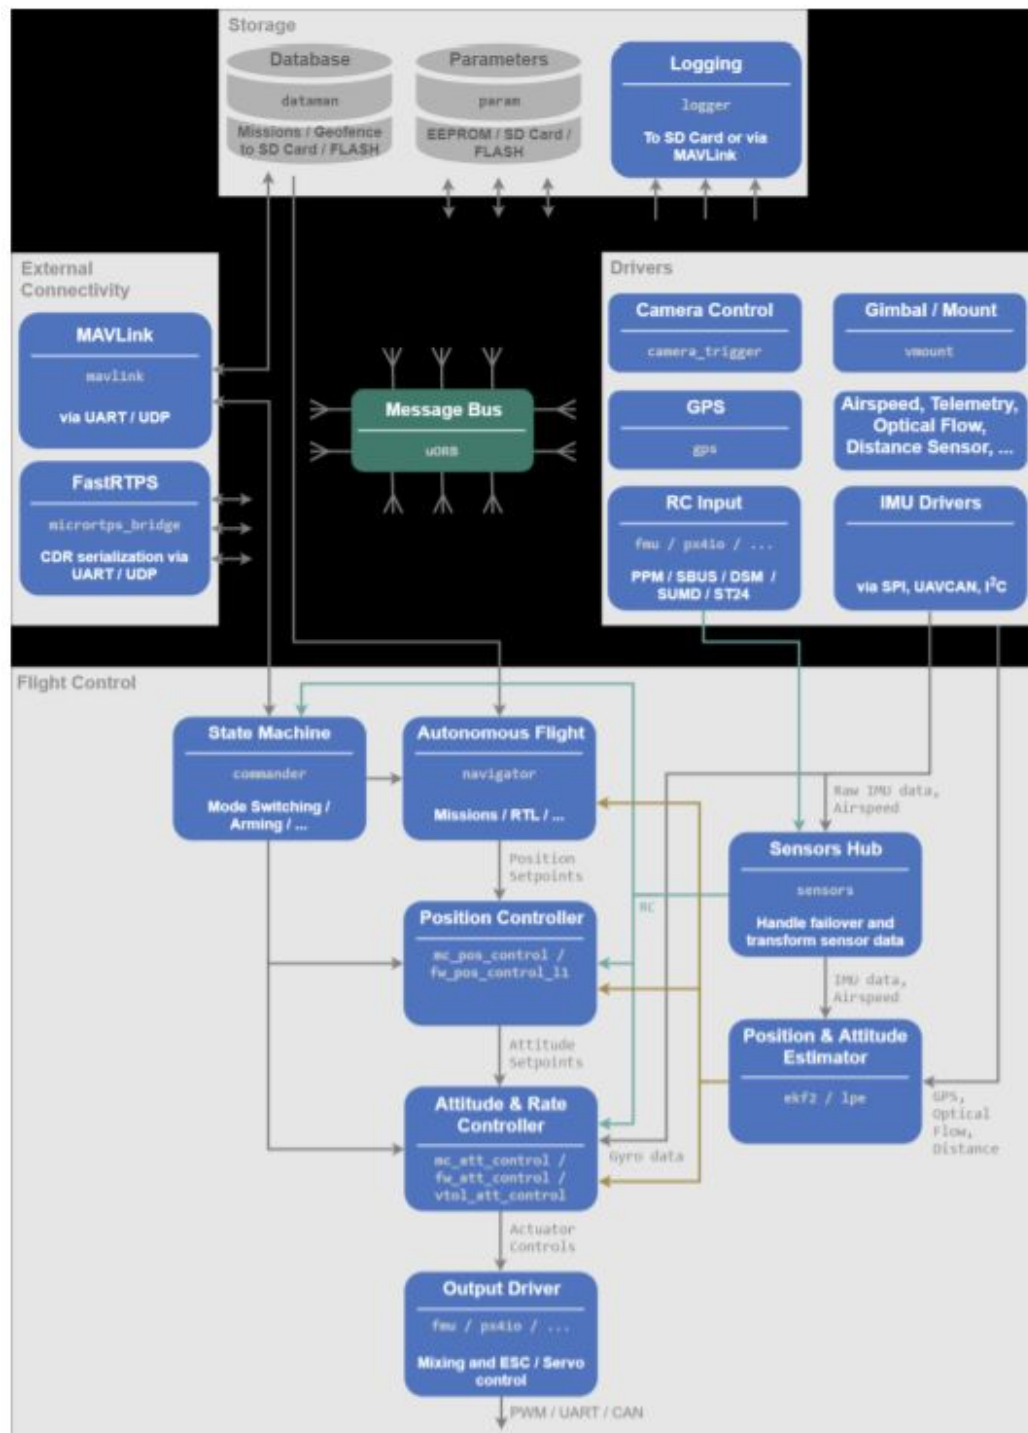 Storage
Database
dataman
Missions / Geofence
to SD Card / FLASH
Parameters
param
EEPROM / SD Card /
FLASH
Logging
logger
To SD Card or via
MAVLink
External
Connectivity
MAVLink
mavlink
via UART / UDP
FastRTPS
micrortps_bridge
CDR serialization via
UART / UDP
Message Bus
uORB
Drivers
Camera Control
camera_trigger
Gimbal / Mount
vmount
GPS
gps
Airspeed, Telemetry,
Optical Flow,
Distance Sensor, ...
RC Input
fmu / px4io / ...
PPM / SBUS / DSM /
SUMD / ST24
IMU Drivers
via SPI, UAVCAN, I²C
Flight Control
State Machine
commander
Mode Switching /
Arming / ...
Autonomous Flight
navigator
Missions / RTL / ...
Raw IMU data,
Airspeed
Sensors Hub
sensors
Handle failover and
transform sensor data
Position
Setpoints
RC
Position Controller
mc_pos_control /
fw_pos_control_l1
IMU data,
Airspeed
Attitude
Setpoints
Position & Attitude
Estimator
ekf2 / lpe
GPS,
Optical
Flow,
Distance
Attitude & Rate
Controller
mc_att_control /
fw_att_control /
vtol_att_control
Gyro data
Actuator
Controls
Output Driver
fmu / px4io / ...
Mixing and ESC / Servo
control
PWM / UART / CAN